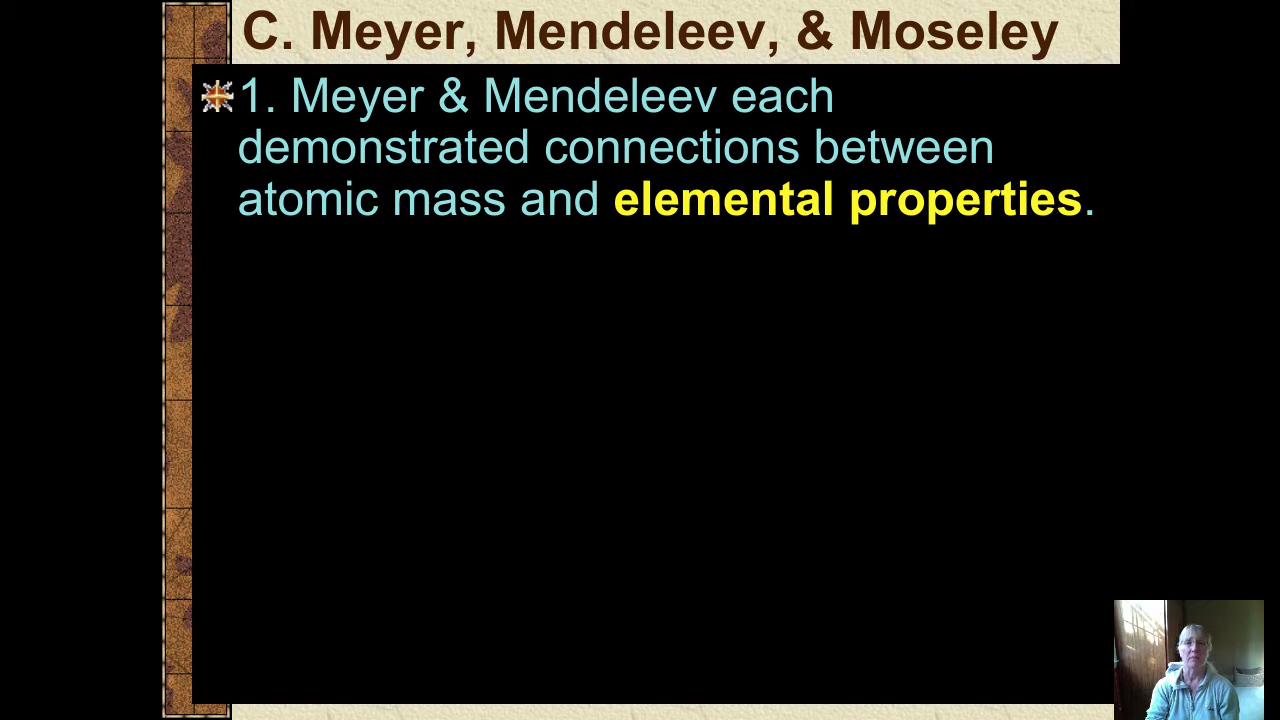 C. Meyer, Mendeleev, & Moseley
1. Meyer & Mendeleev each
demonstrated connections between
atomic mass and elemental properties.